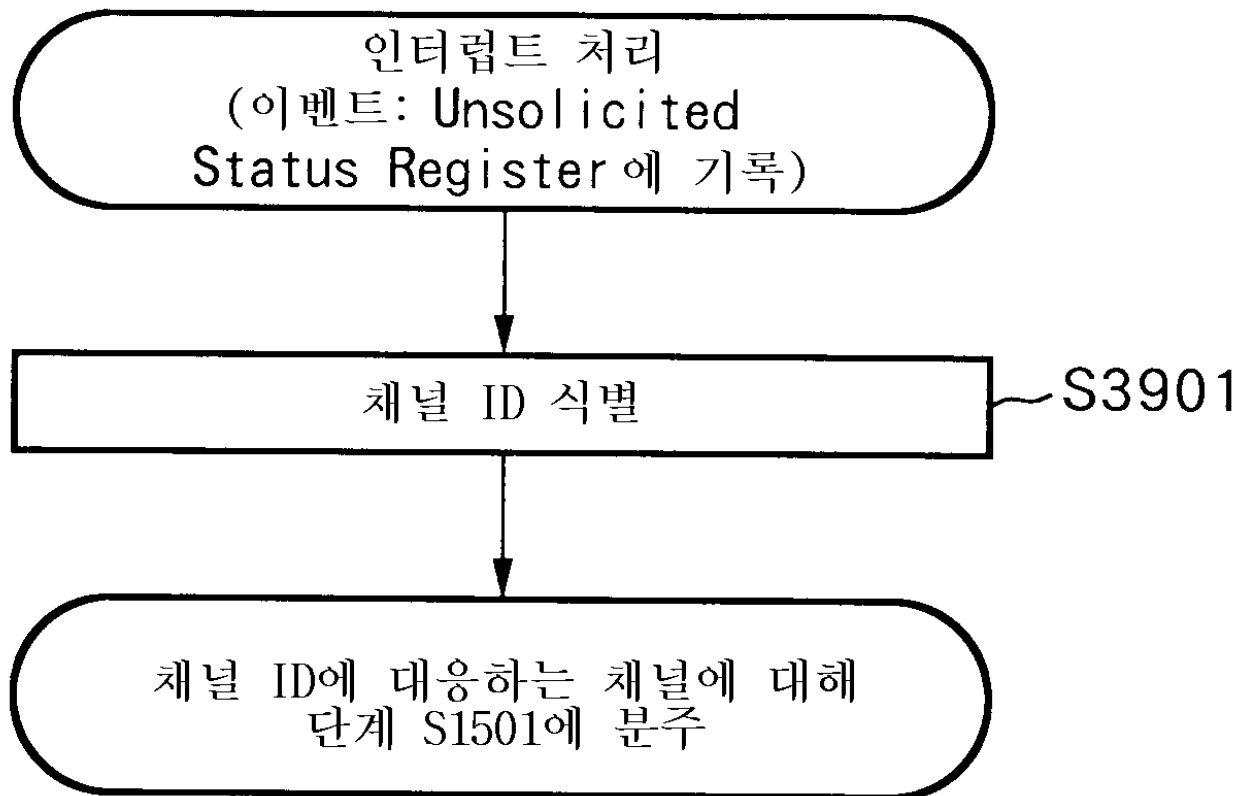 인터럽트 처리
(이벤트: Unsolicited
Status Register에 기록)
채널 ID 식별
S3901
채널 ID에 대응하는 채널에 대해
단계 S1501에 분주